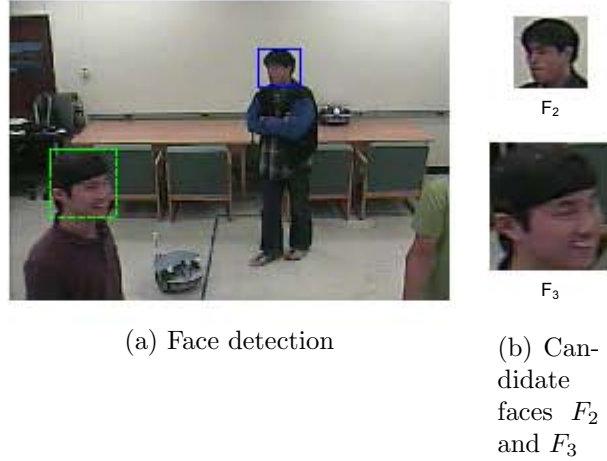 F2
F3
(a) Face detection
(b) Can-
didate
faces F2
and F3